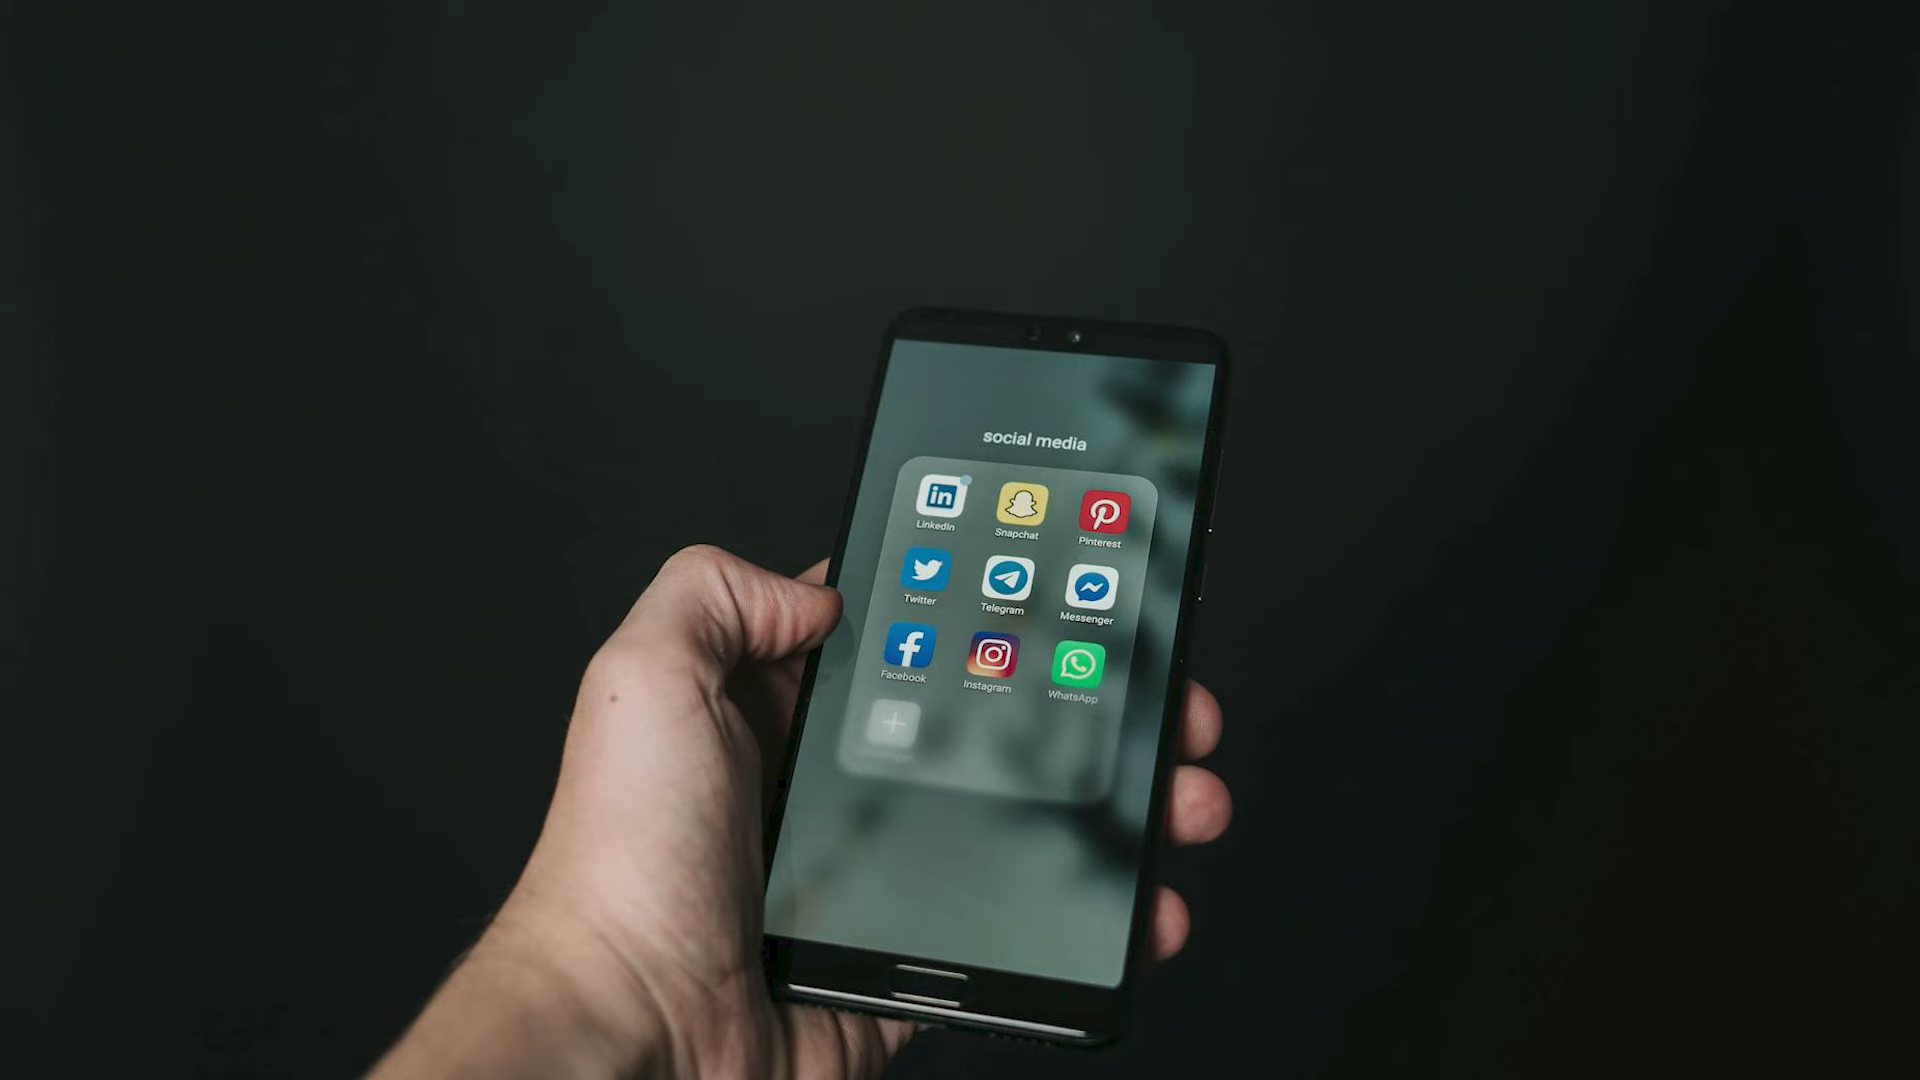 social media
LinkedIn
Snapchat
Pinterest
Twitter
Telegram
Messenger
Facebook
Instagram
WhatsApp